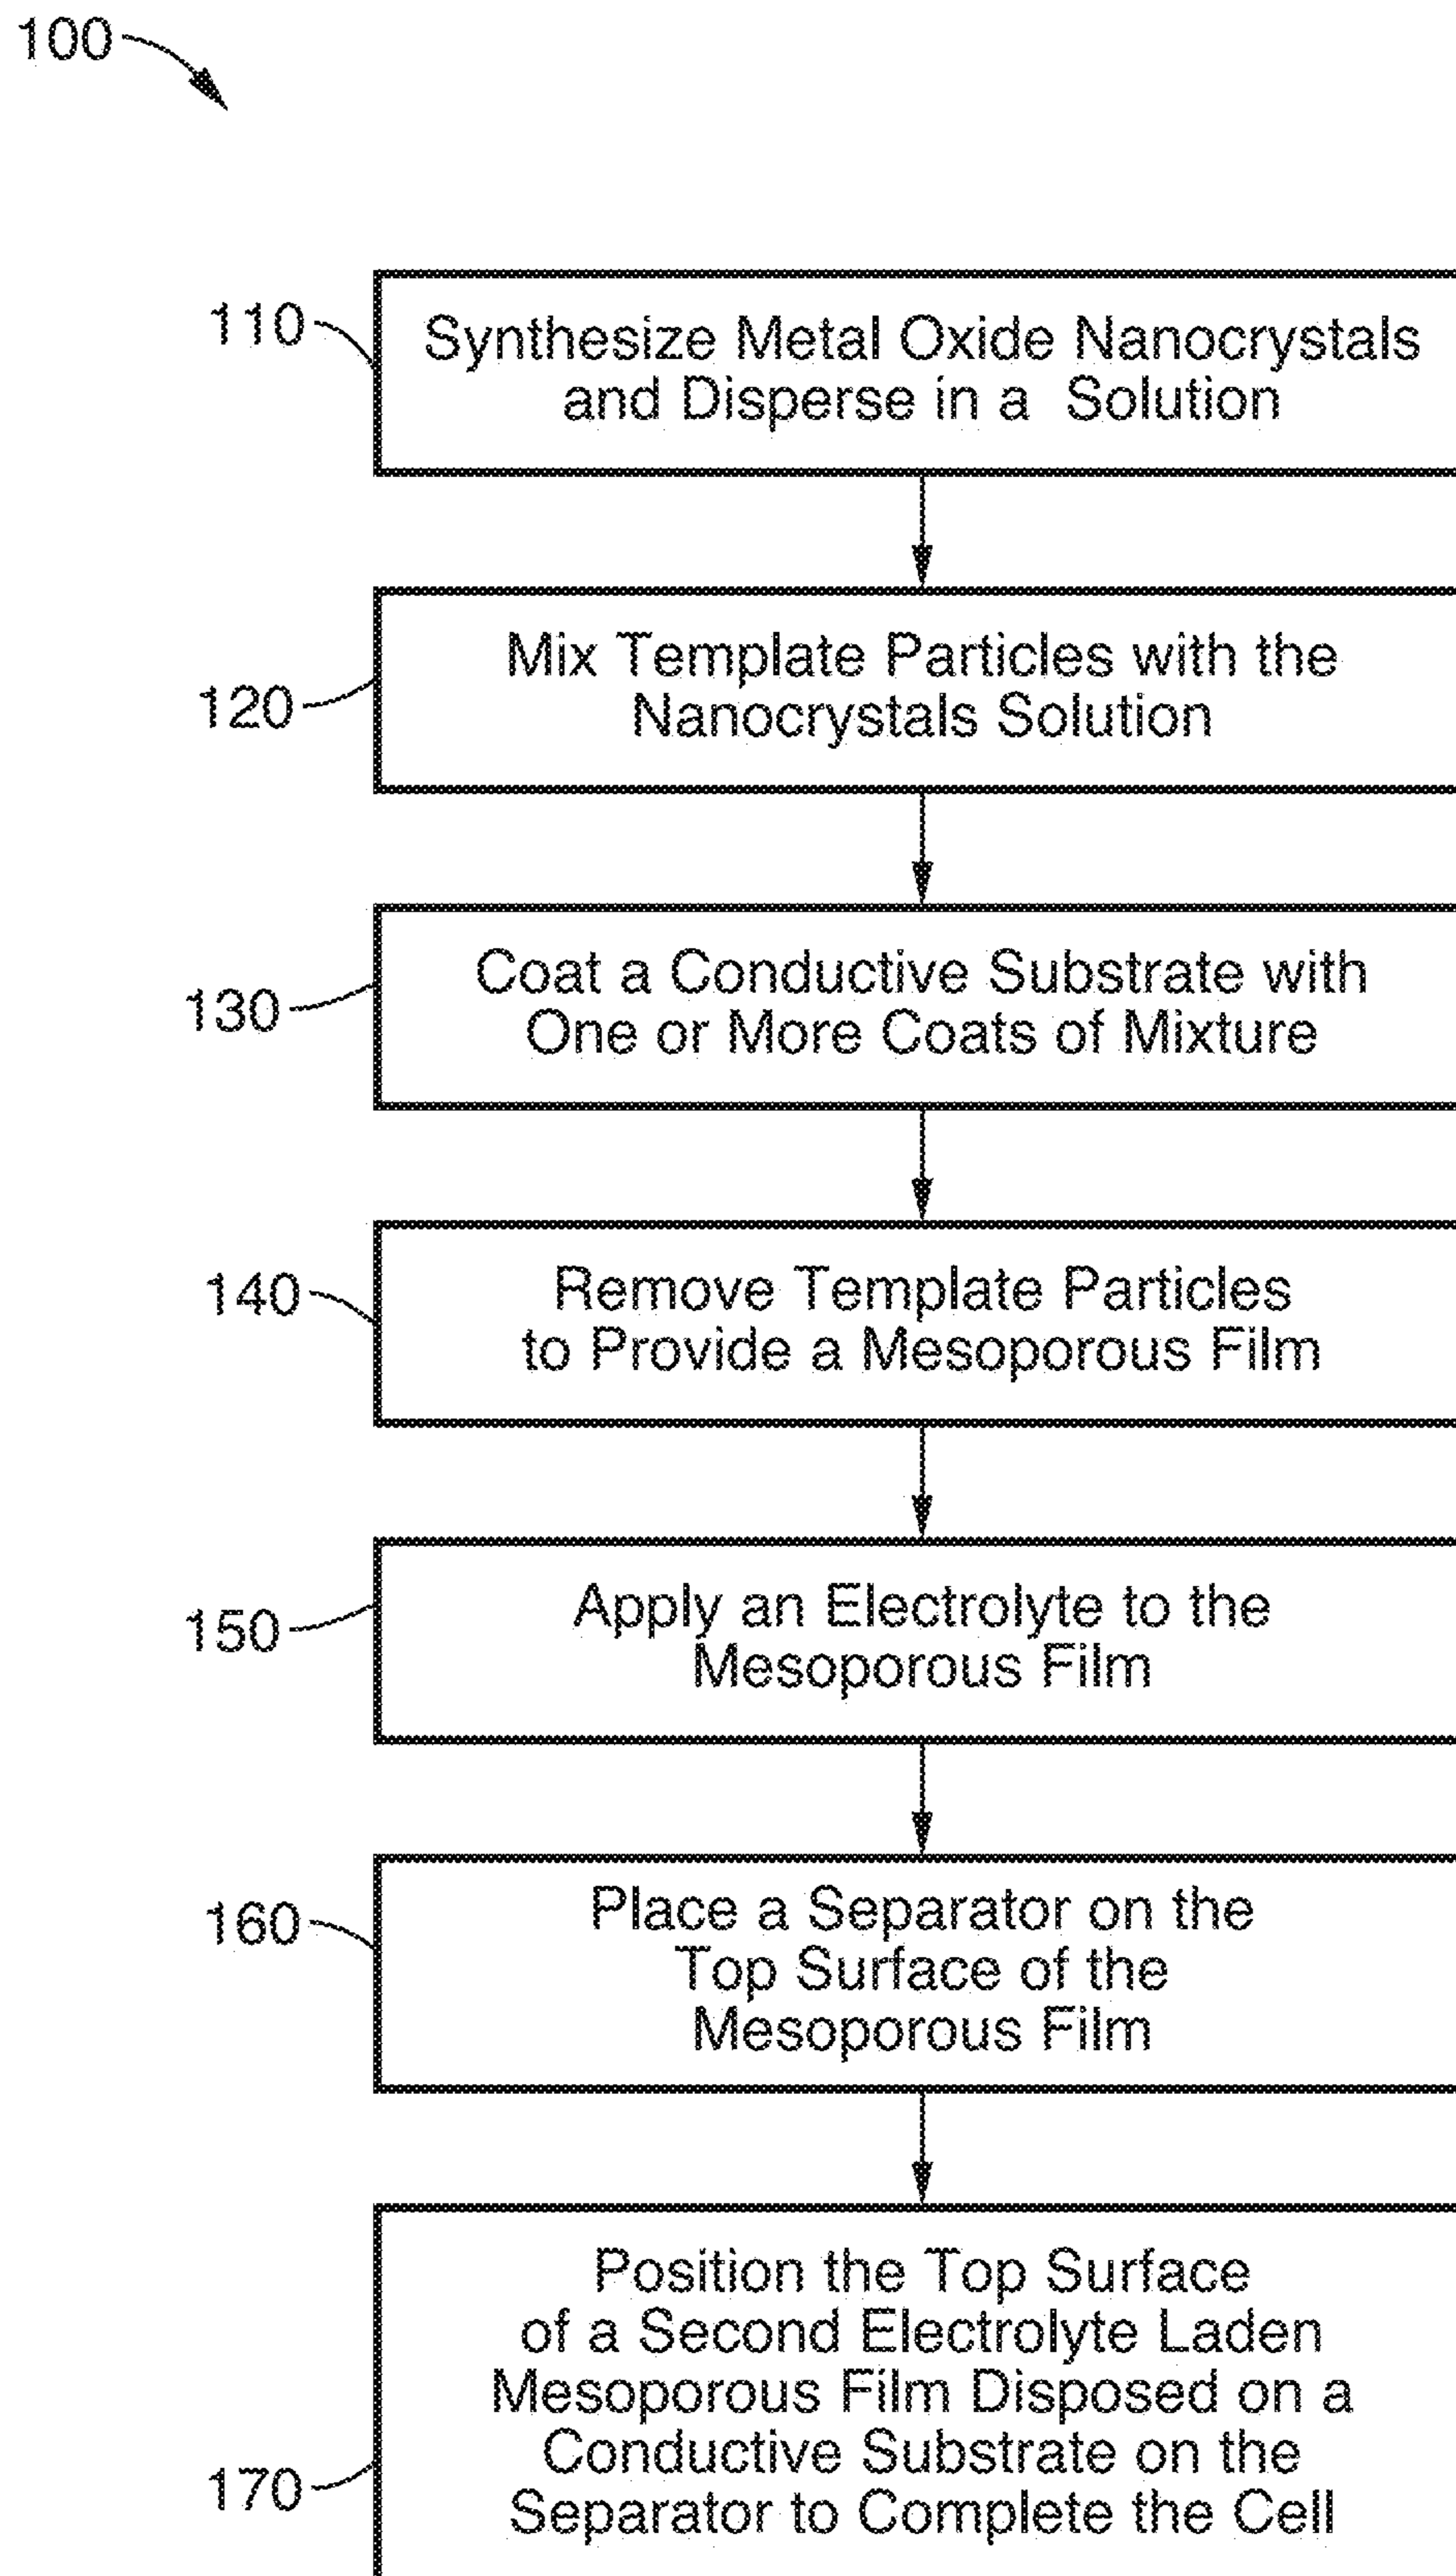 100
110
Synthesize Metal Oxide Nanocrystals
and Disperse in a Solution
120
Mix Template Particles with the
Nanocrystals Solution
130
Coat a Conductive Substrate with
One or More Coats of Mixture
140
Remove Template Particles
to Provide a Mesoporous Film
150
Apply an Electrolyte to the
Mesoporous Film
160
Place a Separator on the
Top Surface of the
Mesoporous Film
170
Position the Top Surface
of a Second Electrolyte Laden
Mesoporous Film Disposed on a
Conductive Substrate on the
Separator to Complete the Cell